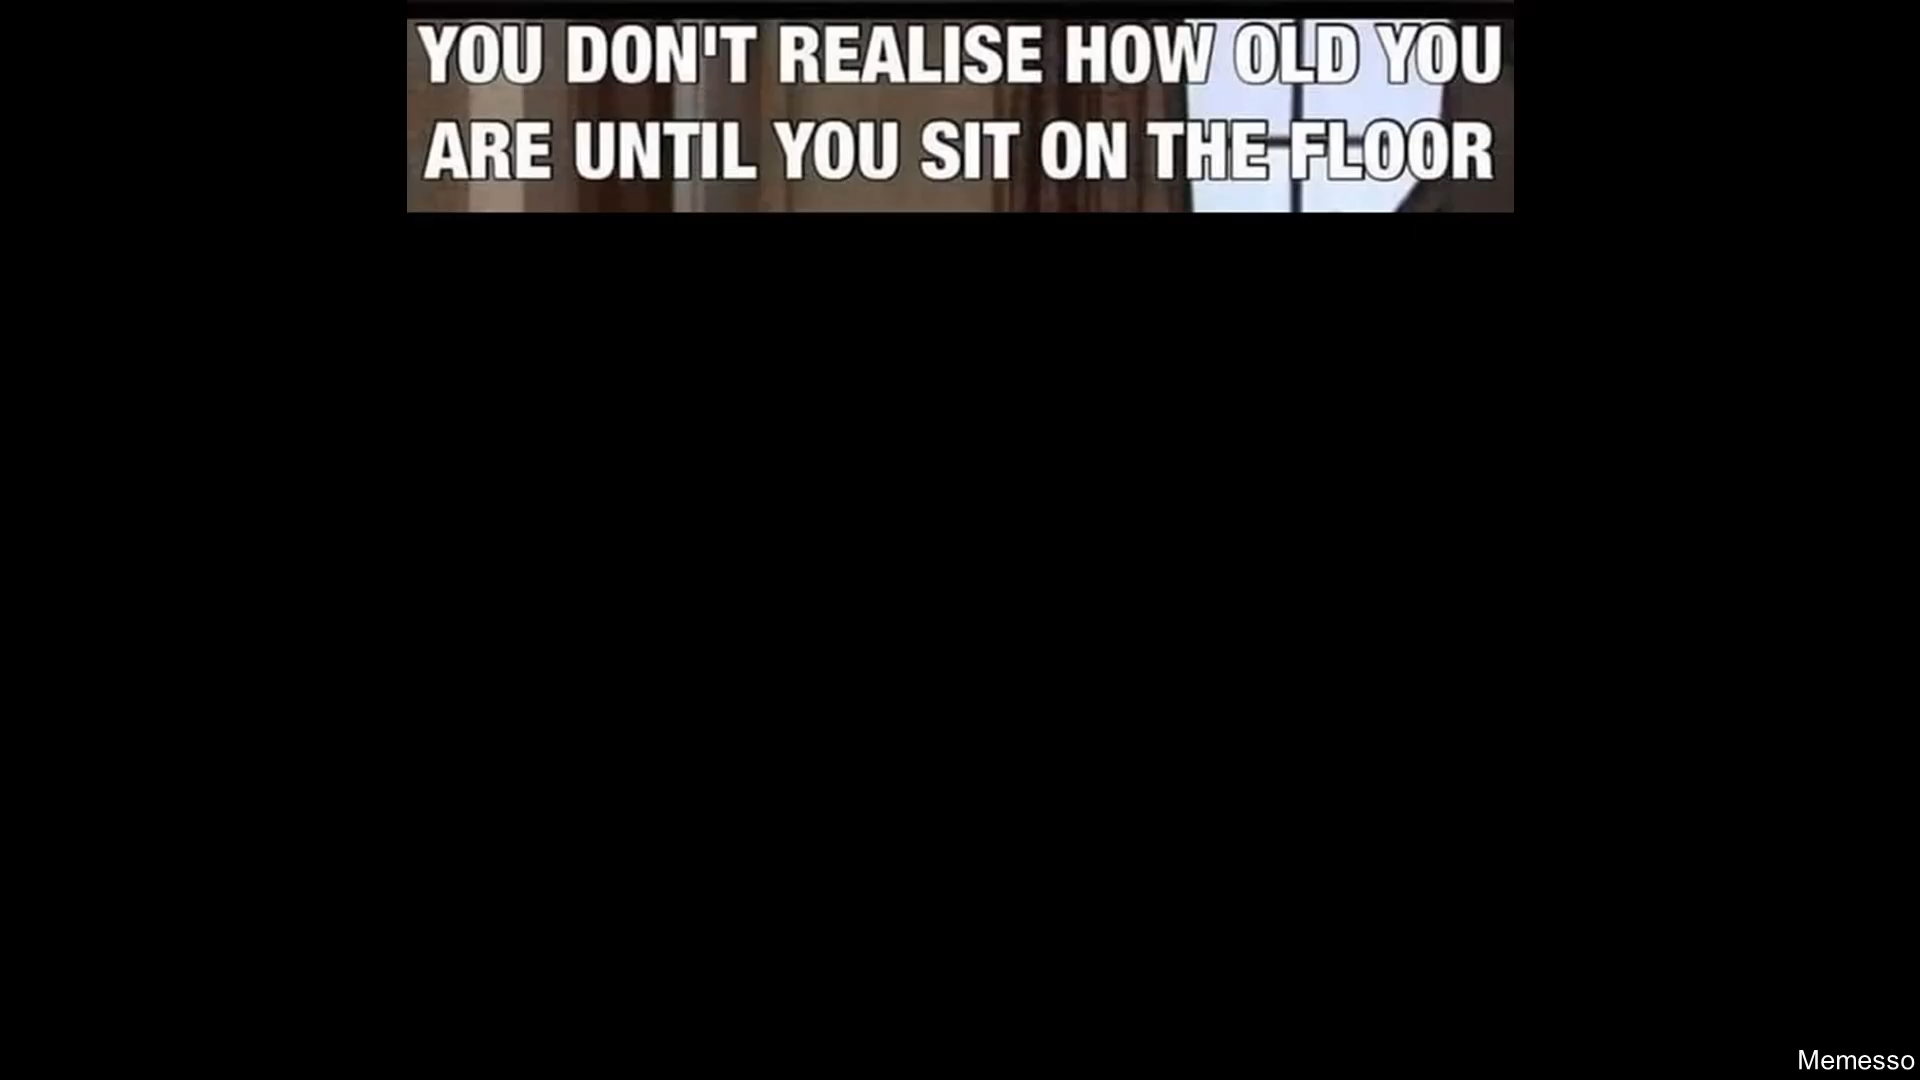 YOU DON'T REALISE HOW OLD YOU
ARE UNTIL YOU SIT ON THE FLOOR
Memesso